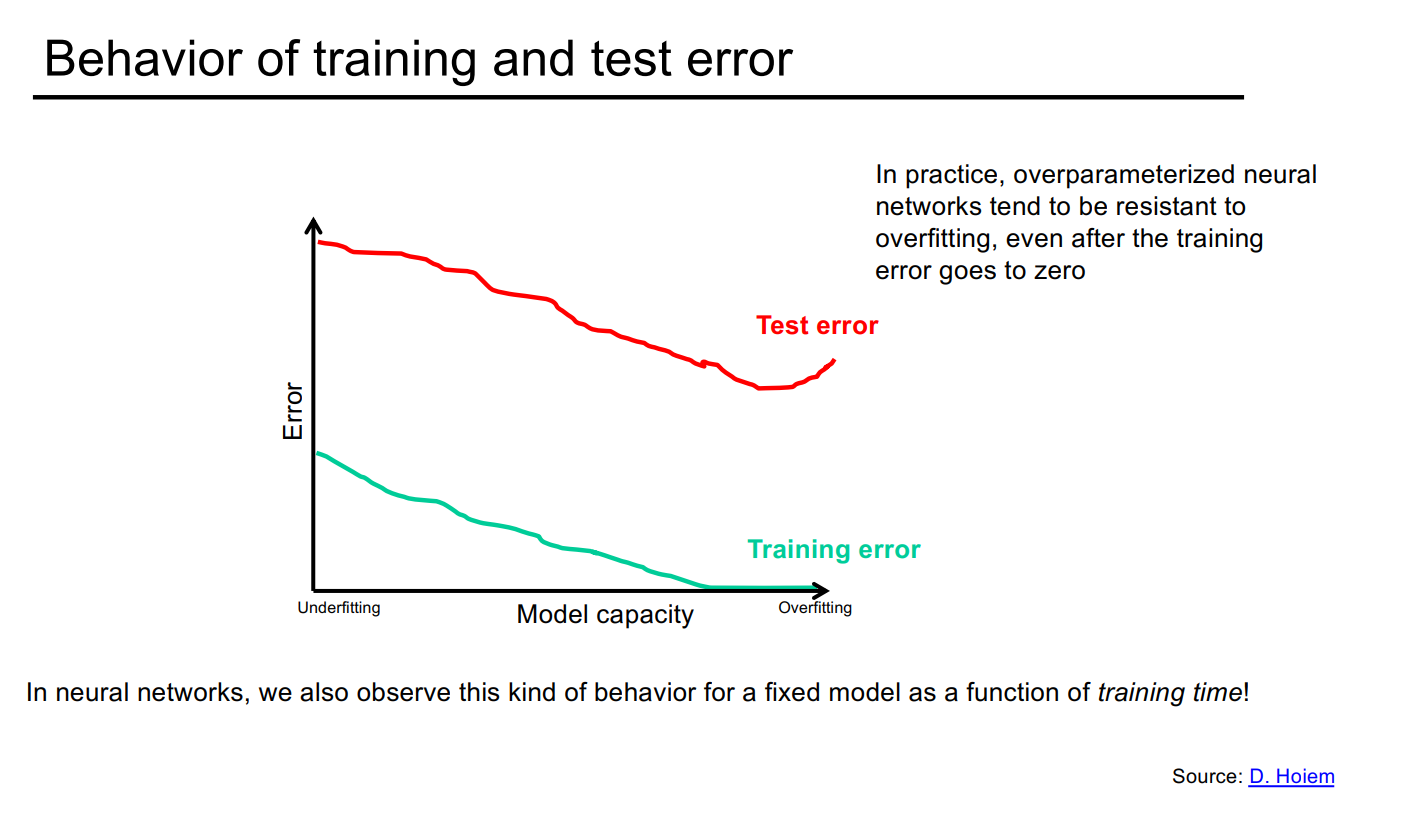 Behavior of training and test error
In practice, overparameterized neural
networks tend to be resistant to
overfitting, even after the training
error goes to zero
Test error
Error
Training error
Underfitting
Model capacity
Overfitting
In neural networks, we also observe this kind of behavior for a fixed model as a function of training time!
Source: D. Hoiem